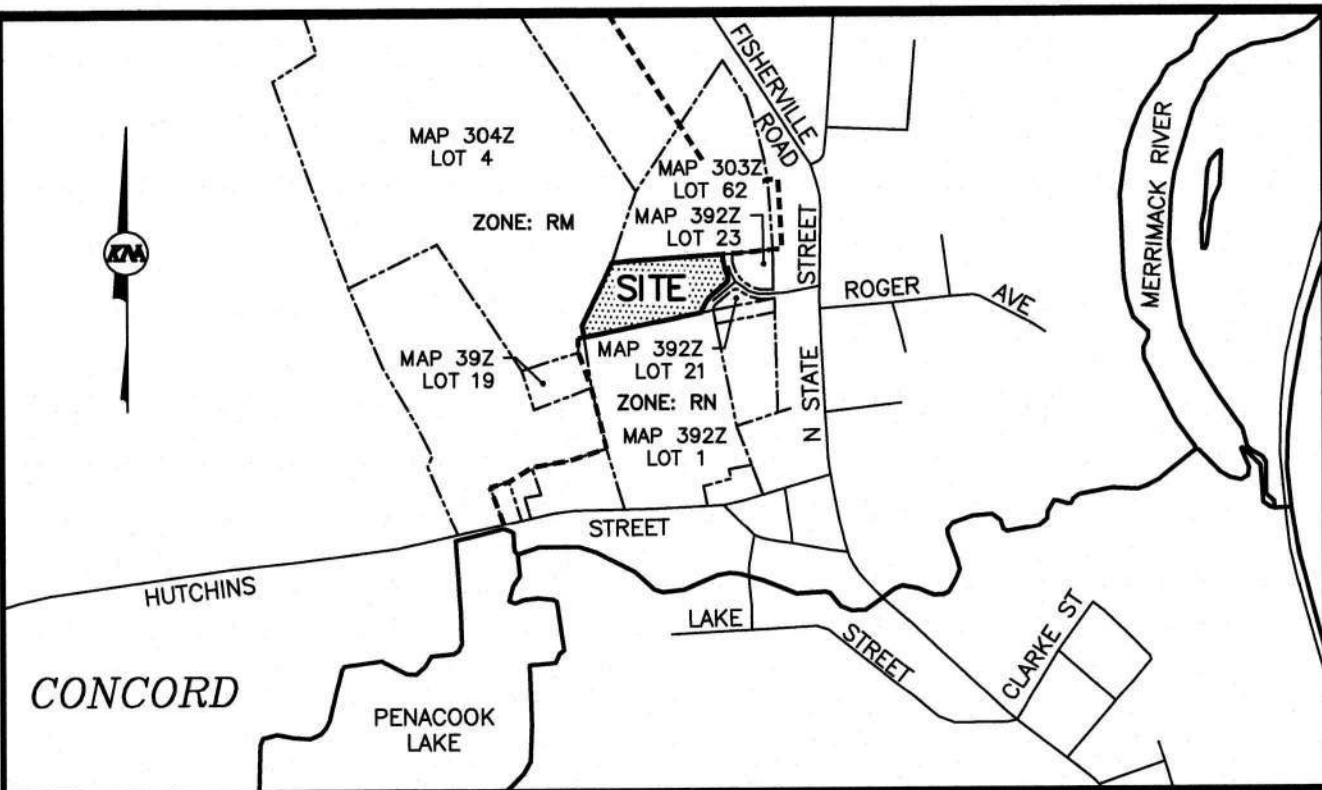 FISHERVILLE
ROAD
MAP 304Z
LOT 4
MAP 303Z
LOT 62
ZONE: RM
MAP 392Z
LOT 23
MERRIMACK RIVER
KNA
STREET
SITE
ROGER
AVE
MAP 39Z
LOT 19
MAP 392Z
LOT 21
ZONE: RN
N STATE
MAP 392Z
LOT 1
STREET
HUTCHINS
LAKE
STREET
CLARKE ST
CONCORD
PENACOOK
LAKE